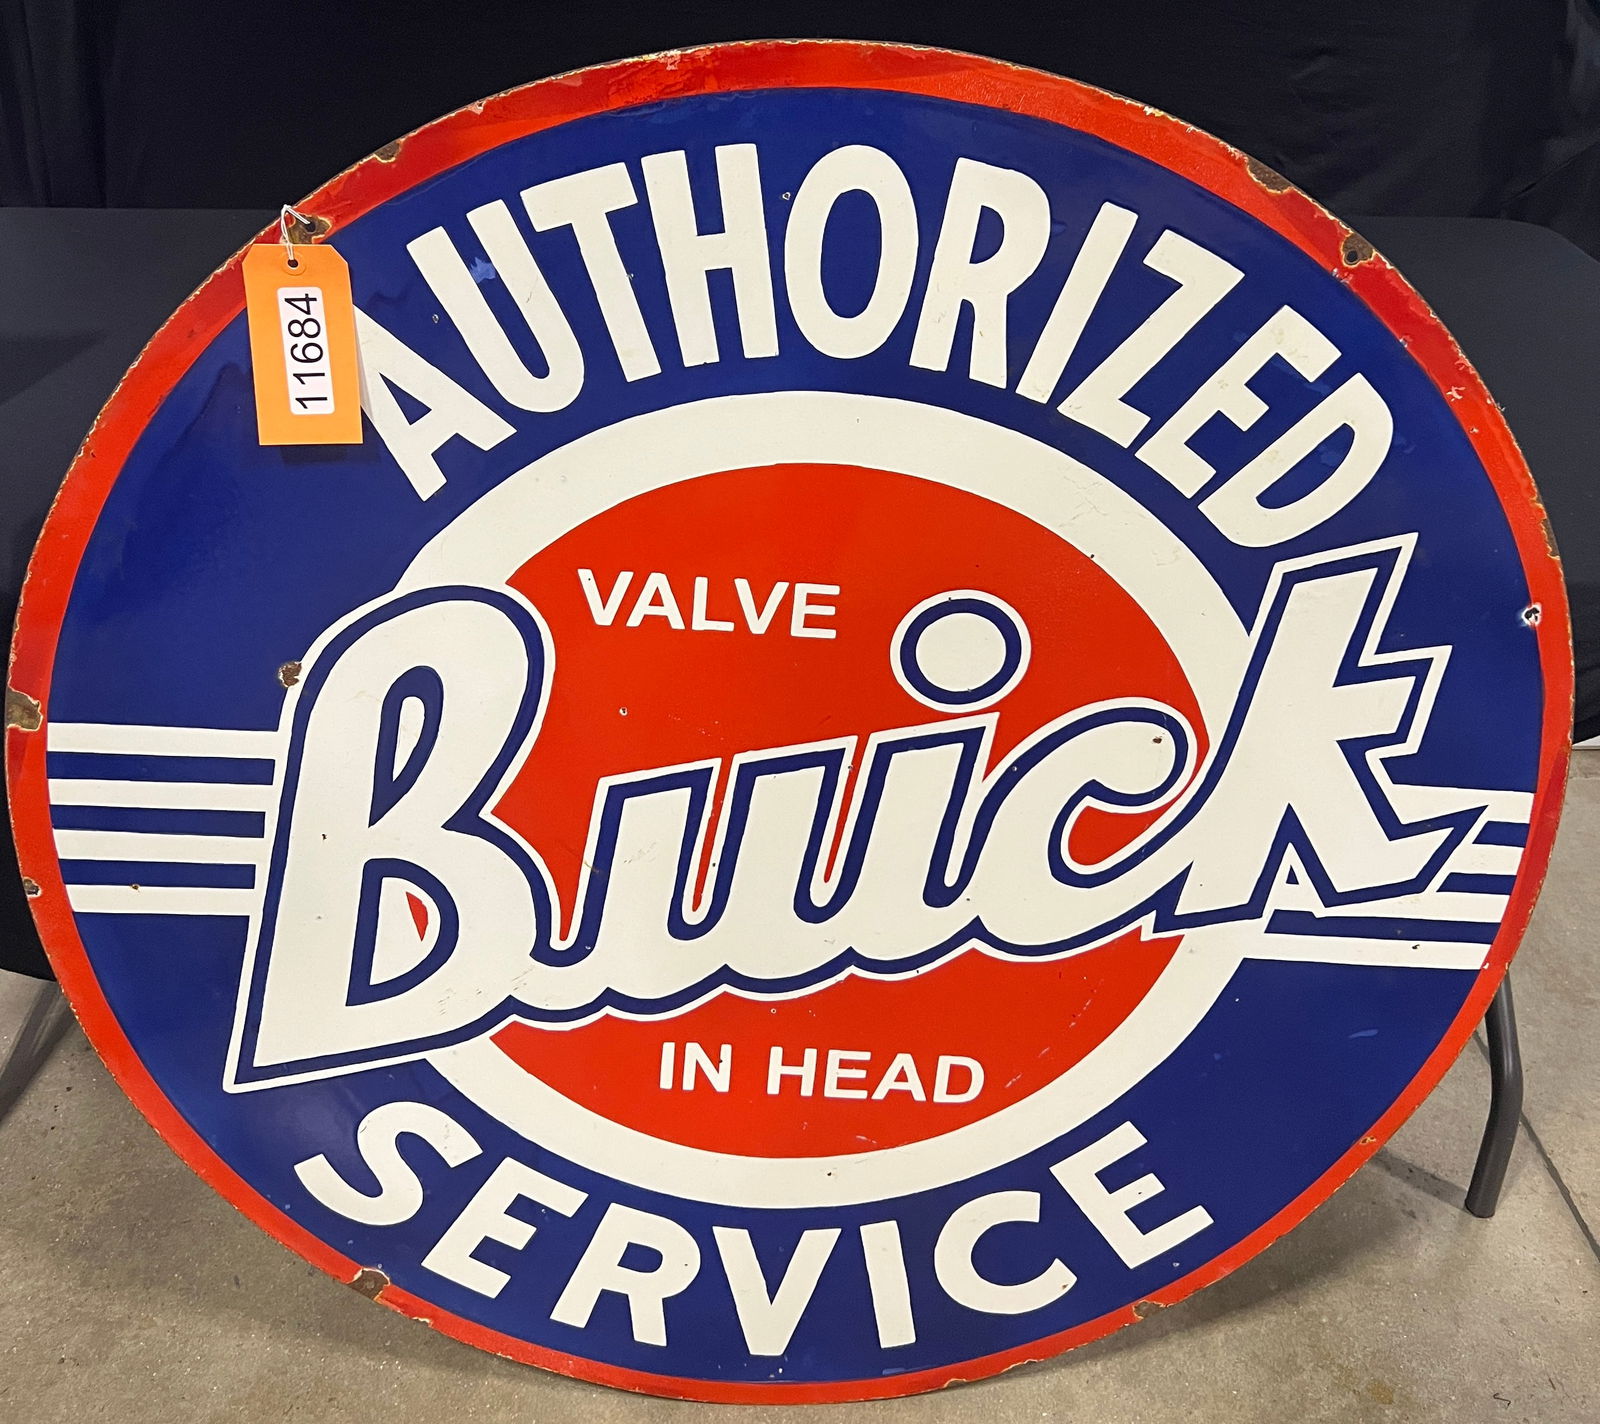 11684
AUTHORIZED
VALVE
Buick
IN HEAD
SERVICE